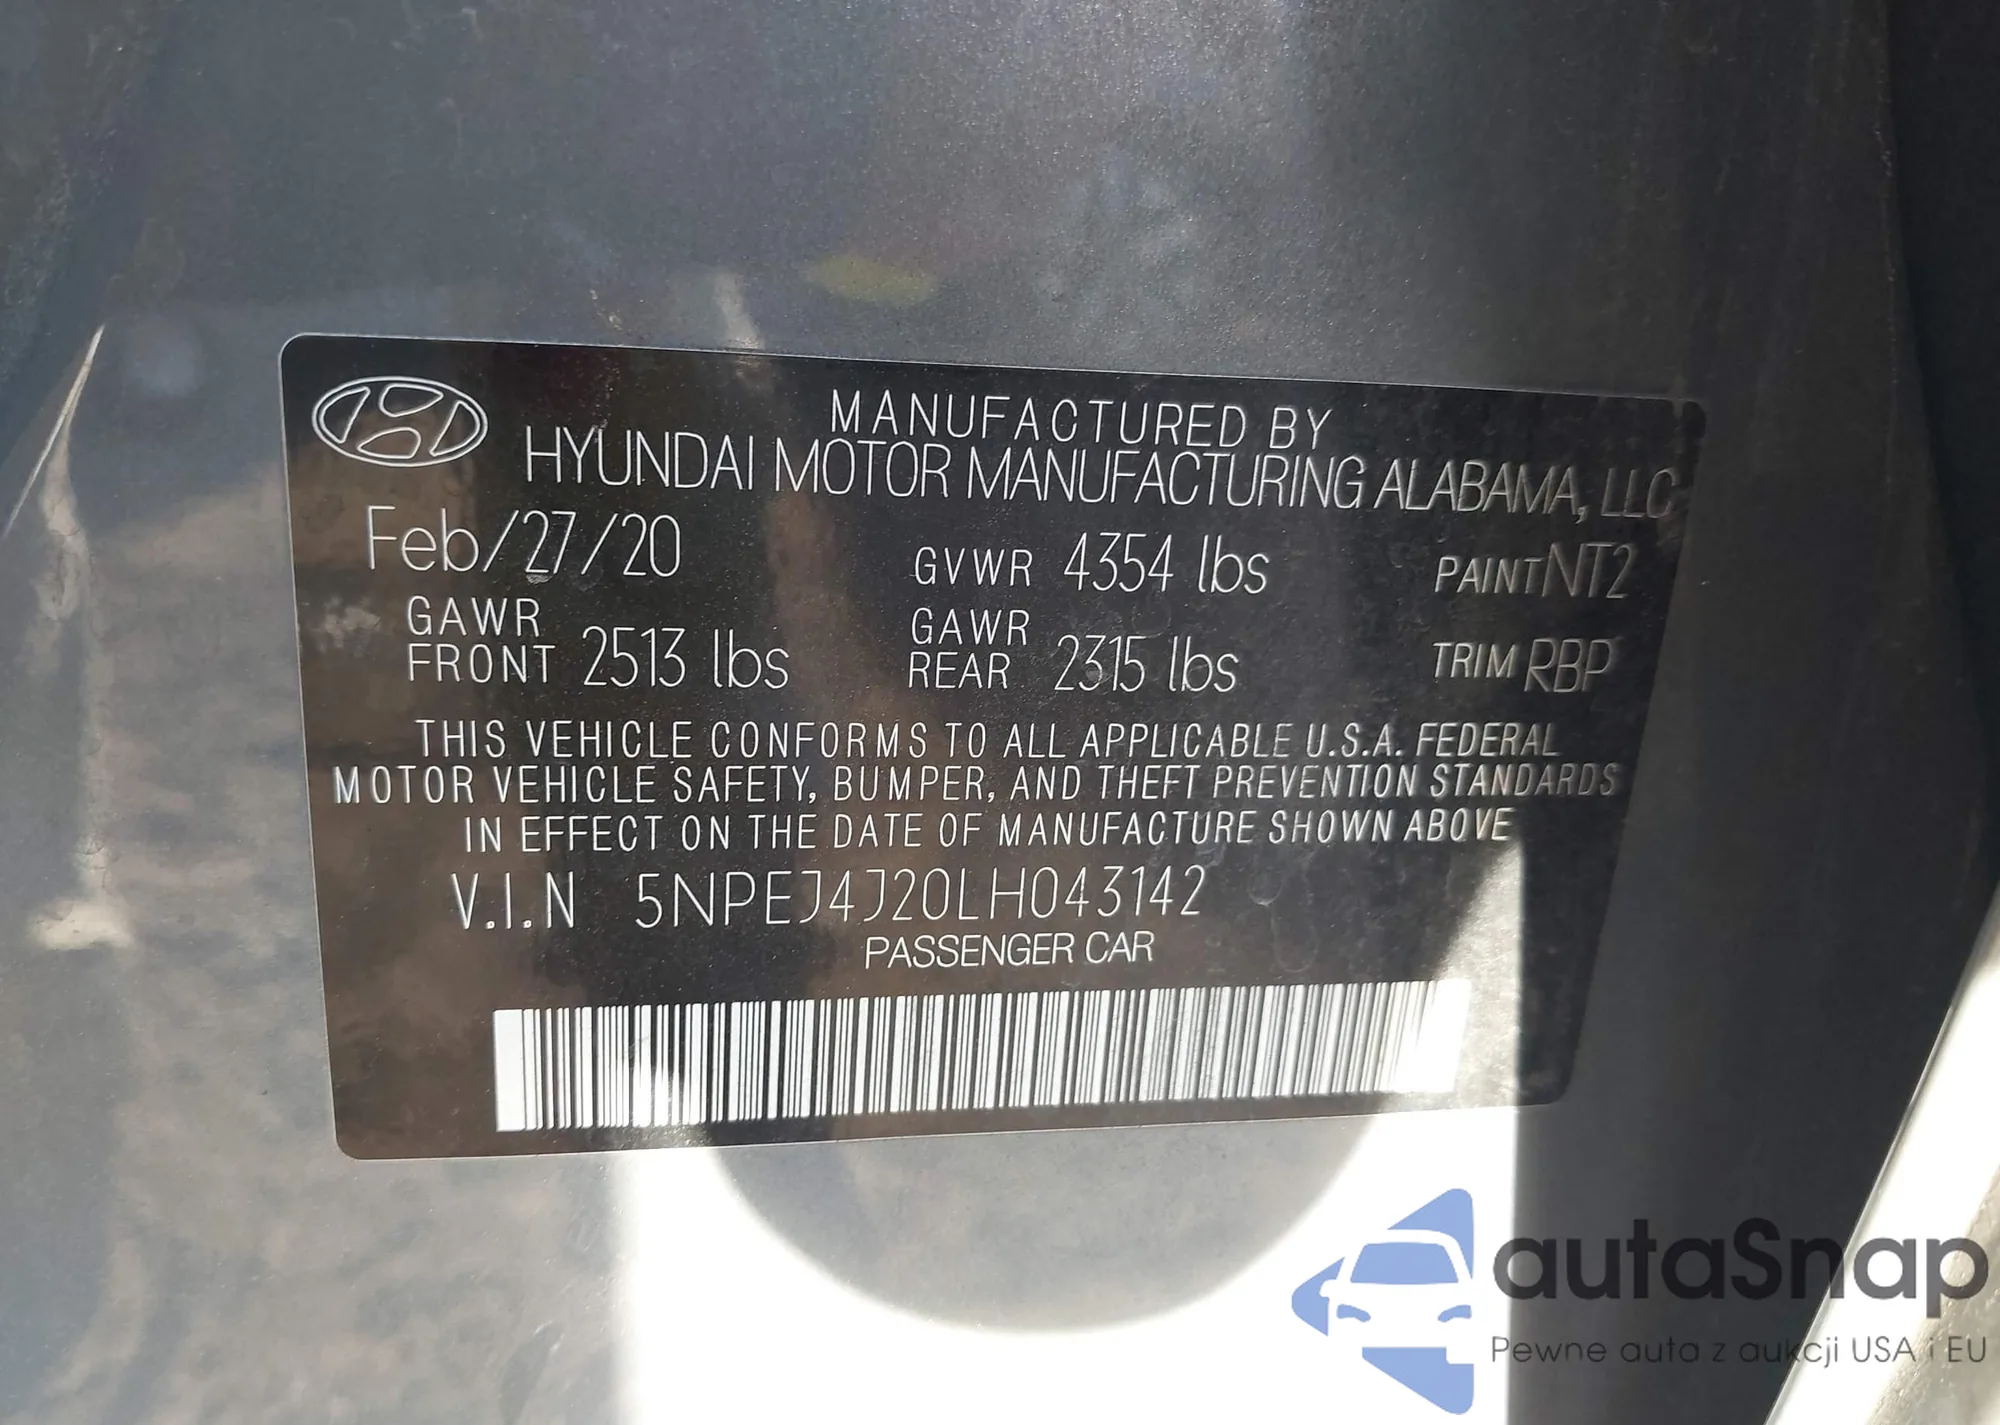 MANUFACTURED BY
HYUNDAI MOTOR MANUFACTURING ALABAMA, LLC
Feb/27/20 GVWR 4354 lbs PAINT NT2
GAWR FRONT 2513 lbs GAWR REAR 2315 lbs TRIM RBP
THIS VEHICLE CONFORMS TO ALL APPLICABLE U.S.A. FEDERAL
MOTOR VEHICLE SAFETY, BUMPER, AND THEFT PREVENTION STANDARDS
IN EFFECT ON THE DATE OF MANUFACTURE SHOWN ABOVE
V.I.N 5NPEJ4J20LH043142
PASSENGER CAR
autaSnap
Pewne auta z aukcji USA i EU